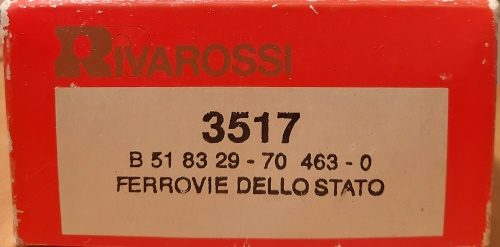 RIVAROSSI
3517
B 51 83 29 - 70 463 - 0
FERROVIE DELLO STATO